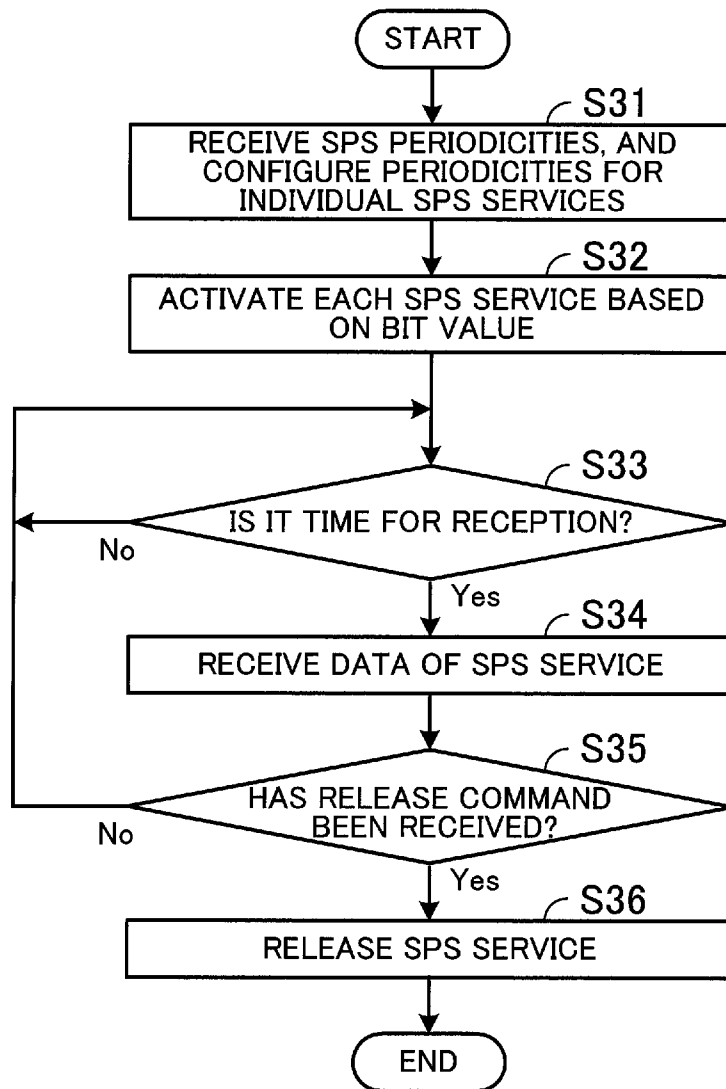 START
S31
RECEIVE SPS PERIODICITIES, AND
CONFIGURE PERIODICITIES FOR
INDIVIDUAL SPS SERVICES
S32
ACTIVATE EACH SPS SERVICE BASED
ON BIT VALUE
S33
IS IT TIME FOR RECEPTION?
No
Yes
S34
RECEIVE DATA OF SPS SERVICE
S35
HAS RELEASE COMMAND
BEEN RECEIVED?
No
Yes
S36
RELEASE SPS SERVICE
END